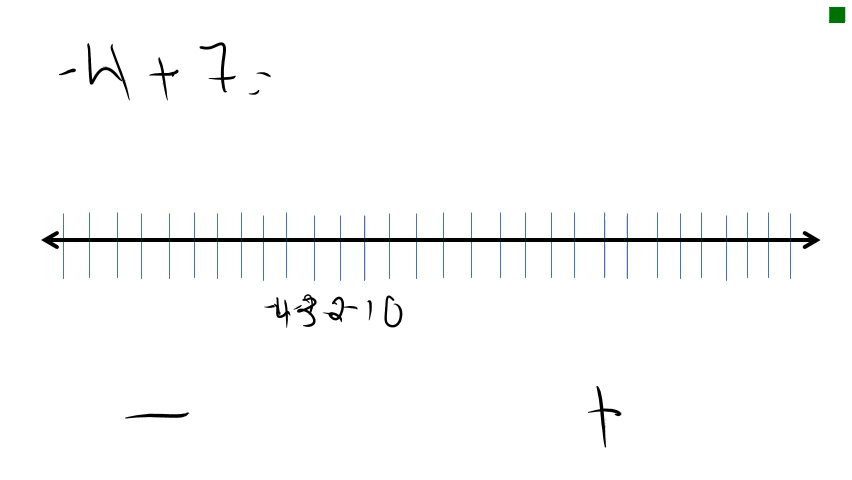 -4 + 7 =
-4 -3 -2 -1 0
— +